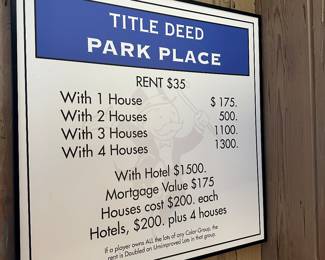 TITLE DEED
PARK PLACE
RENT $35
With 1 House $ 175.
With 2 Houses 500.
With 3 Houses 1100.
With 4 Houses 1300.
With Hotel $1500.
Mortgage Value $175
Houses cost $200. each
Hotels, $200. plus 4 houses
If a player owns ALL the lots of any Color-Group, the
rent is Doubled on Unimproved Lots in that group.